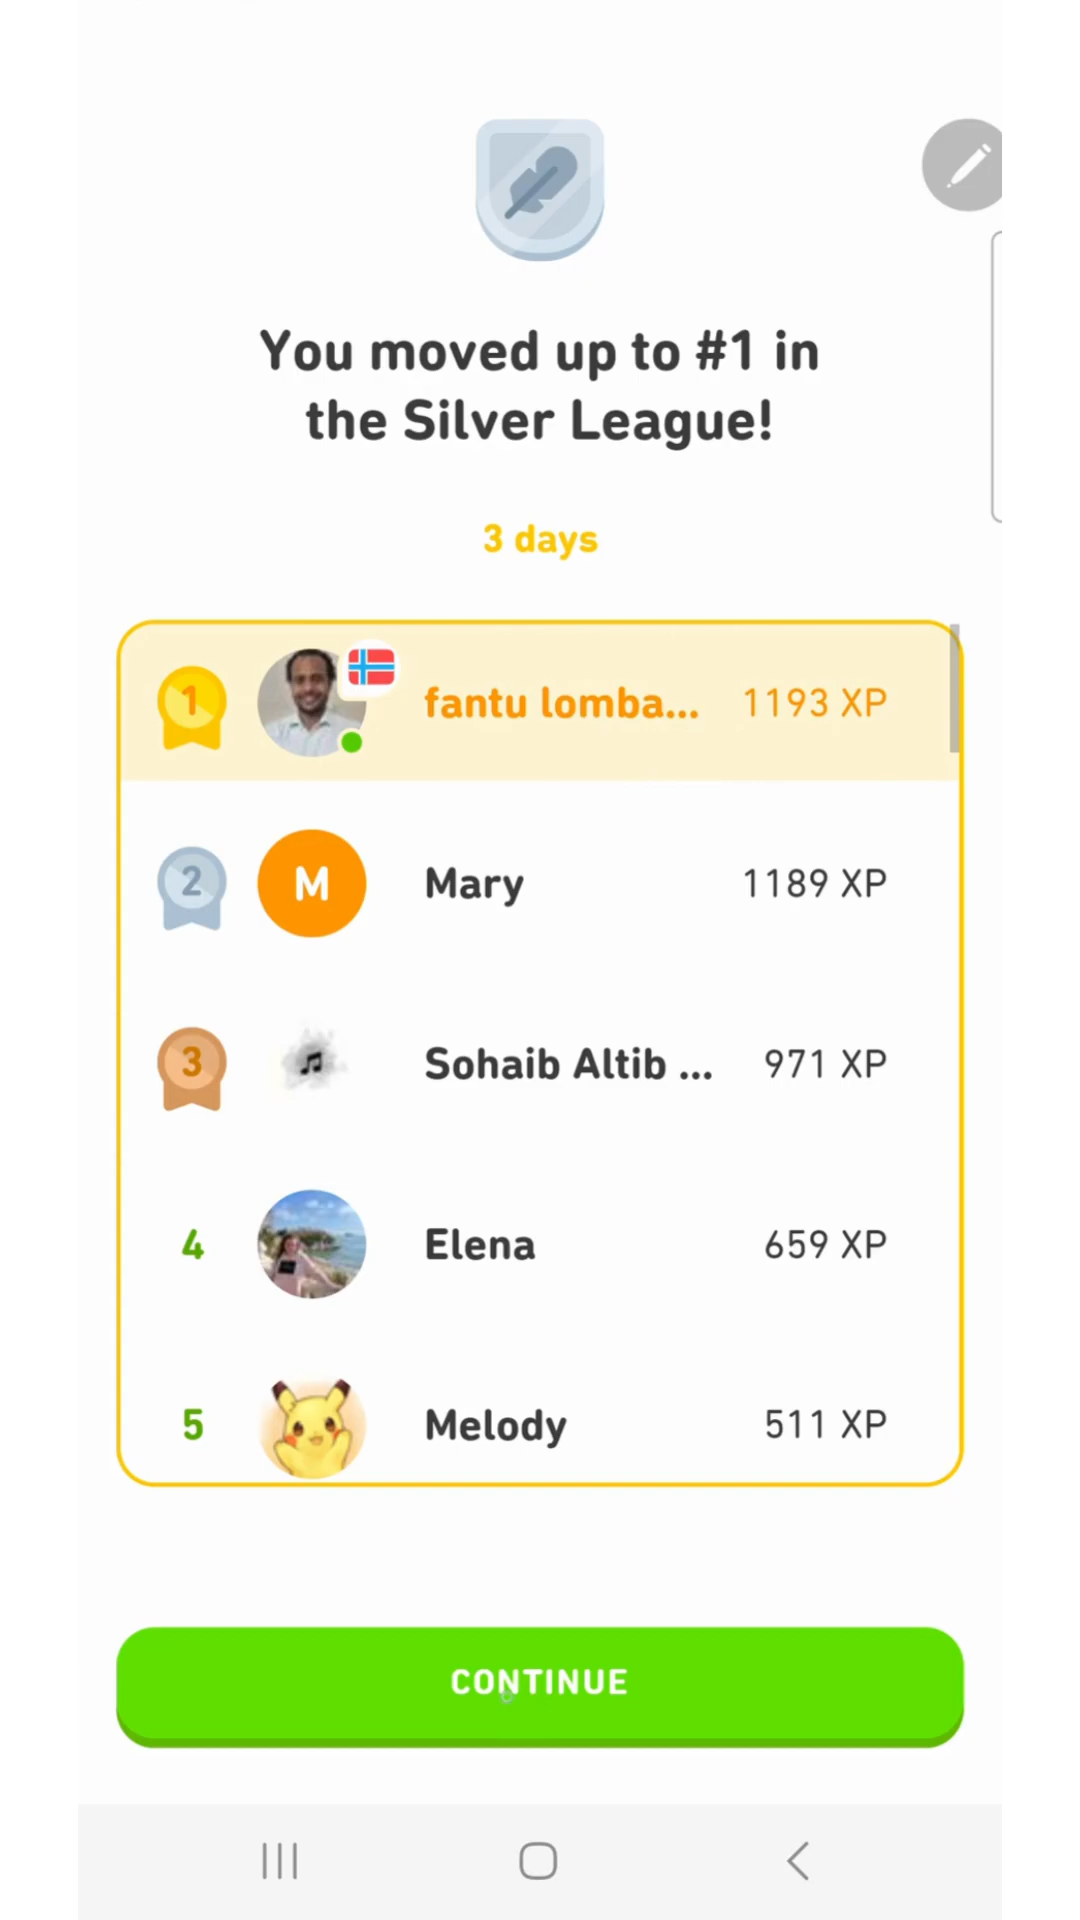 You moved up to #1 in
the Silver League!
3 days
1 fantu lomba... 1193 XP
2 M Mary 1189 XP
3 Sohaib Altib ... 971 XP
4 Elena 659 XP
5 Melody 511 XP
CONTINUE